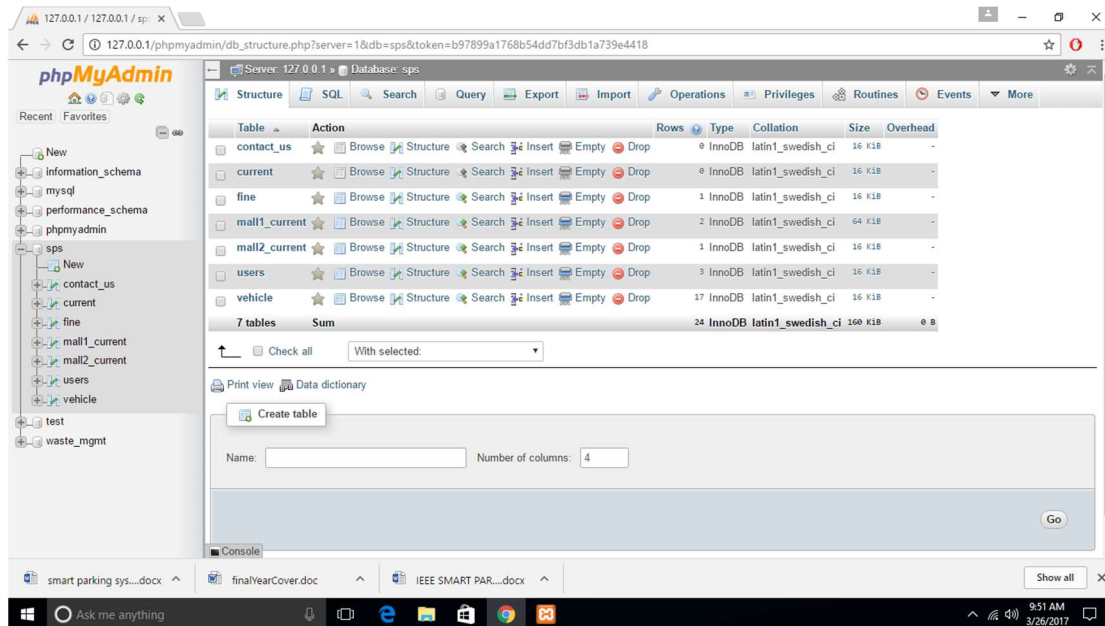 127.0.0.1 / 127.0.0.1 / sp
127.0.0.1/phpmyadmin/db_structure.php?server=1&db=sps&token=b97899a1768b54dd7bf3db1a739e4418
phpMyAdmin
Recent Favorites
New
information_schema
mysql
performance_schema
phpmyadmin
sps
New
contact_us
current
fine
mall1_current
mall2_current
users
vehicle
test
waste_mgmt
Server: 127.0.0.1 » Database: sps
Structure SQL Search Query Export Import Operations Privileges Routines Events More
Table Action Rows Type Collation Size Overhead
contact_us Browse Structure Search Insert Empty Drop 0 InnoDB latin1_swedish_ci 16 KiB -
current Browse Structure Search Insert Empty Drop 0 InnoDB latin1_swedish_ci 16 KiB -
fine Browse Structure Search Insert Empty Drop 1 InnoDB latin1_swedish_ci 16 KiB -
mall1_current Browse Structure Search Insert Empty Drop 2 InnoDB latin1_swedish_ci 64 KiB -
mall2_current Browse Structure Search Insert Empty Drop 1 InnoDB latin1_swedish_ci 16 KiB -
users Browse Structure Search Insert Empty Drop 3 InnoDB latin1_swedish_ci 16 KiB -
vehicle Browse Structure Search Insert Empty Drop 17 InnoDB latin1_swedish_ci 16 KiB -
7 tables Sum 24 InnoDB latin1_swedish_ci 160 KiB 0 B
Check all With selected:
Print view Data dictionary
Create table
Name: Number of columns: 4
Go
Console
smart parking sys....docx finalYearCover.doc IEEE SMART PAR....docx Show all
Ask me anything
9:51 AM
3/26/2017